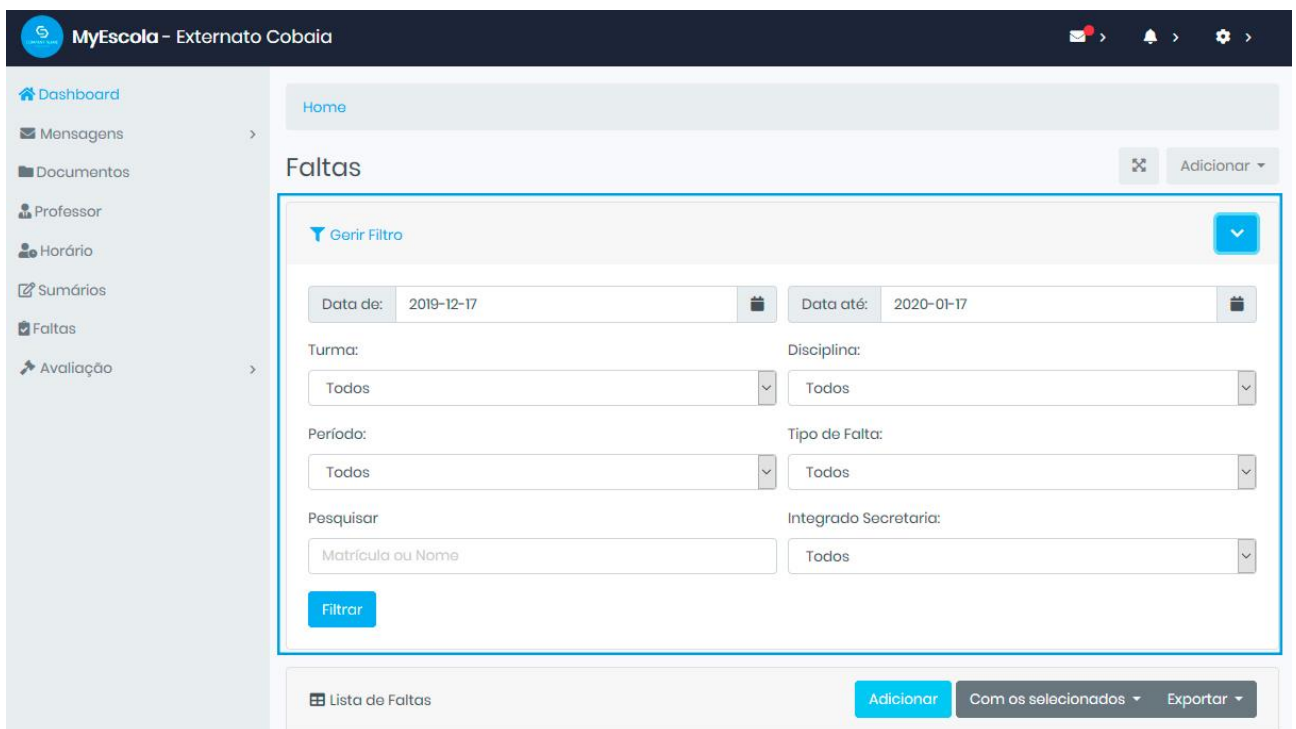 MyEscola - Externato Cobaia
Dashboard
Mensagens
Documentos
Professor
Horário
Sumários
Faltas
Avaliação
Home
Faltas
Adicionar
Gerir Filtro
Data de: 2019-12-17
Data até: 2020-01-17
Turma:
Disciplina:
Todos
Todos
Período:
Tipo de Falta:
Todos
Todos
Pesquisar
Integrado Secretaria:
Matrícula ou Nome
Todos
Filtrar
Lista de Faltas
Adicionar
Com os selecionados
Exportar